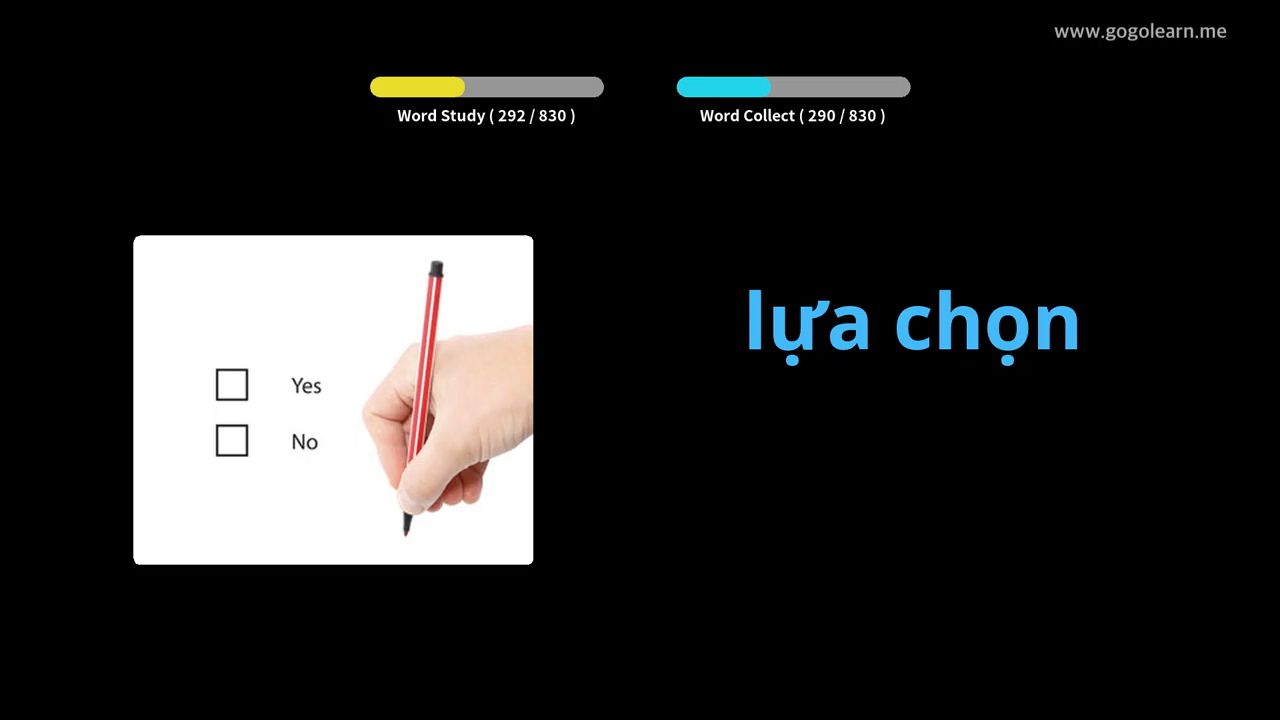 www.gogolearn.me
Word Study ( 292 / 830 )
Word Collect ( 290 / 830 )
lựa chọn
Yes
No